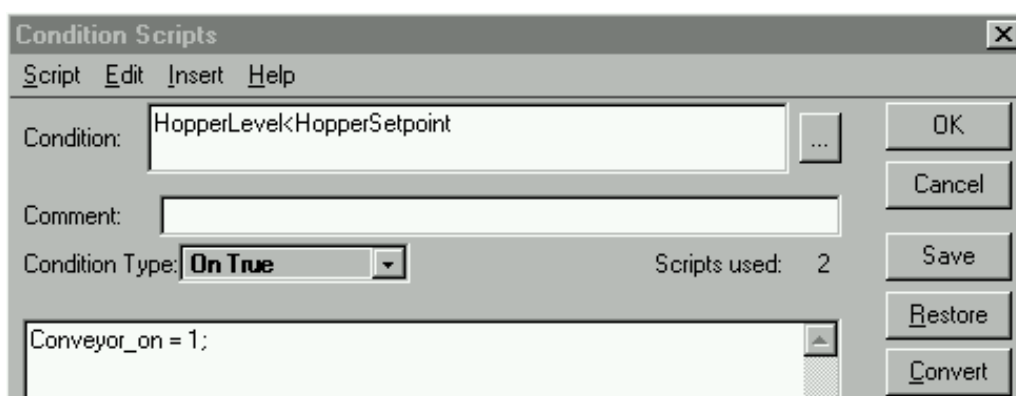 Condition Scripts
Script Edit Insert Help
Condition: HopperLevel<HopperSetpoint ... OK
Cancel
Comment:
Condition Type: On True Scripts used: 2 Save
Restore
Conveyor_on = 1;
Convert